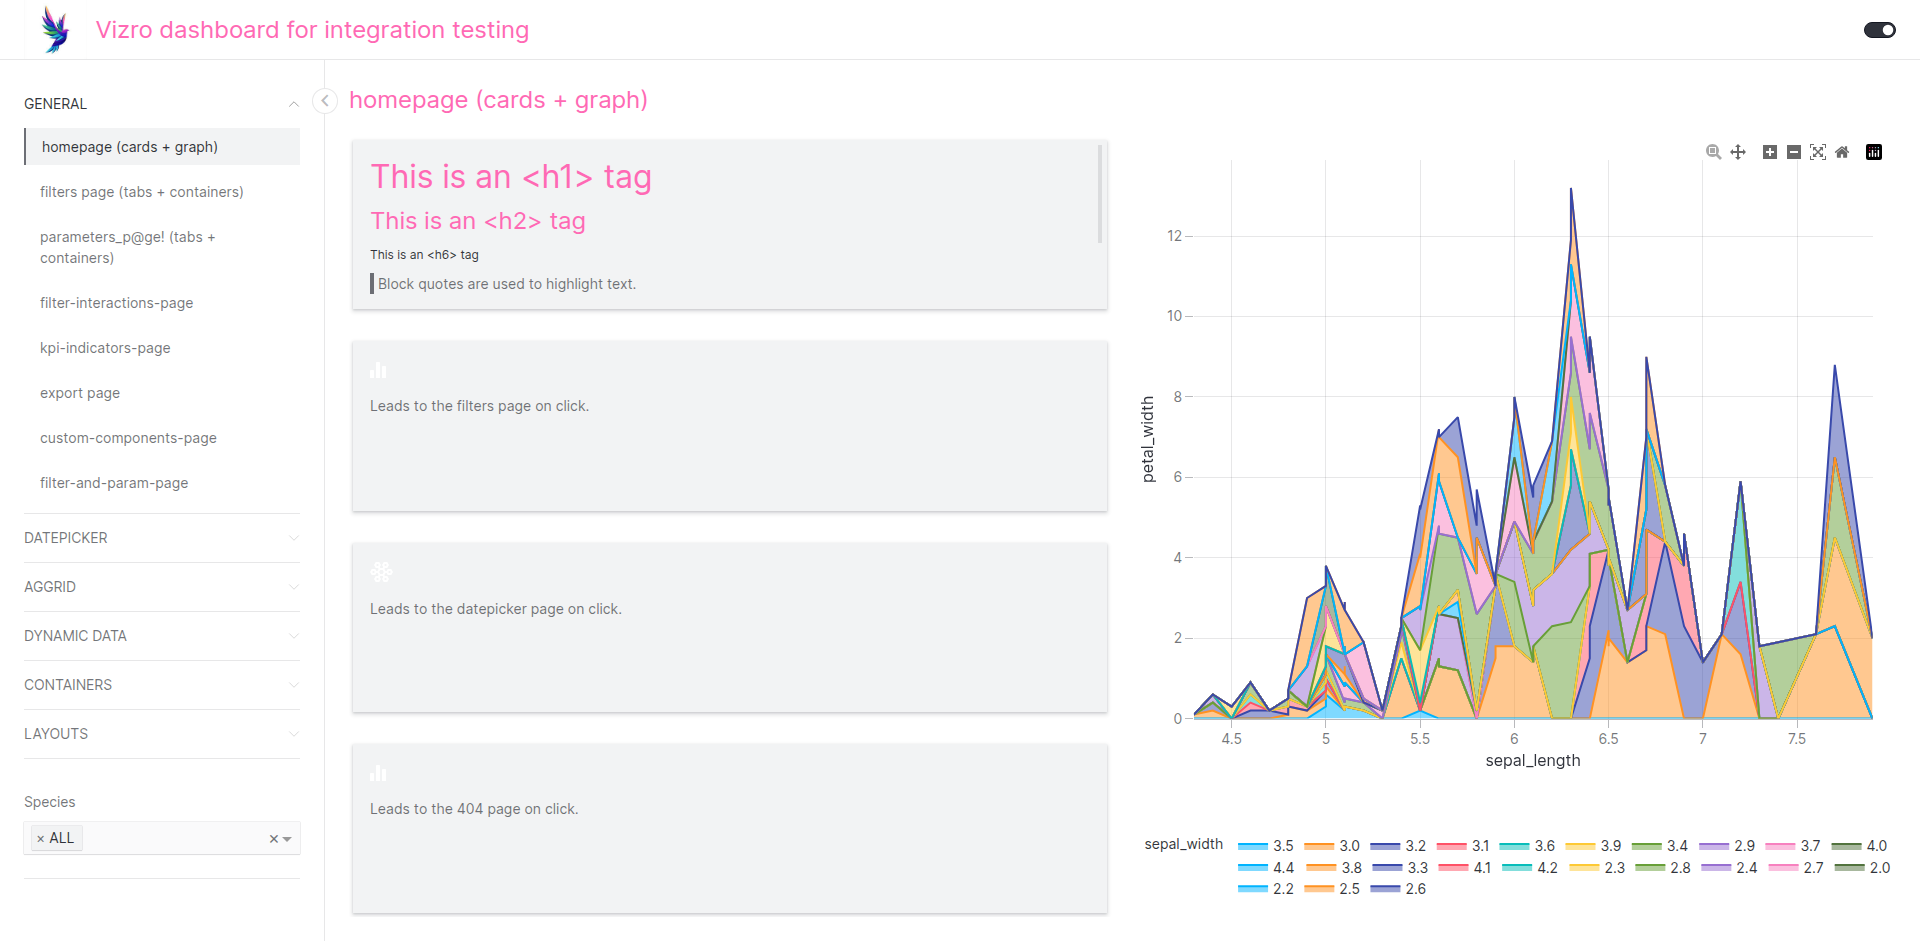 Vizro dashboard for integration testing
GENERAL
homepage (cards + graph)
filters page (tabs + containers)
parameters_p@ge! (tabs +
containers)
filter-interactions-page
kpi-indicators-page
export page
custom-components-page
filter-and-param-page
DATEPICKER
AGGRID
DYNAMIC DATA
CONTAINERS
LAYOUTS
Species
× ALL
×
homepage (cards + graph)
This is an <h1> tag
This is an <h2> tag
This is an <h6> tag
Block quotes are used to highlight text.
Leads to the filters page on click.
Leads to the datepicker page on click.
Leads to the 404 page on click.
petal_width
12
10
8
6
4
2
0
4.5 5 5.5 6 6.5 7 7.5
sepal_length
sepal_width
3.5 3.0 3.2 3.1 3.6 3.9 3.4 2.9 3.7 4.0
4.4 3.8 3.3 4.1 4.2 2.3 2.8 2.4 2.7 2.0
2.2 2.5 2.6